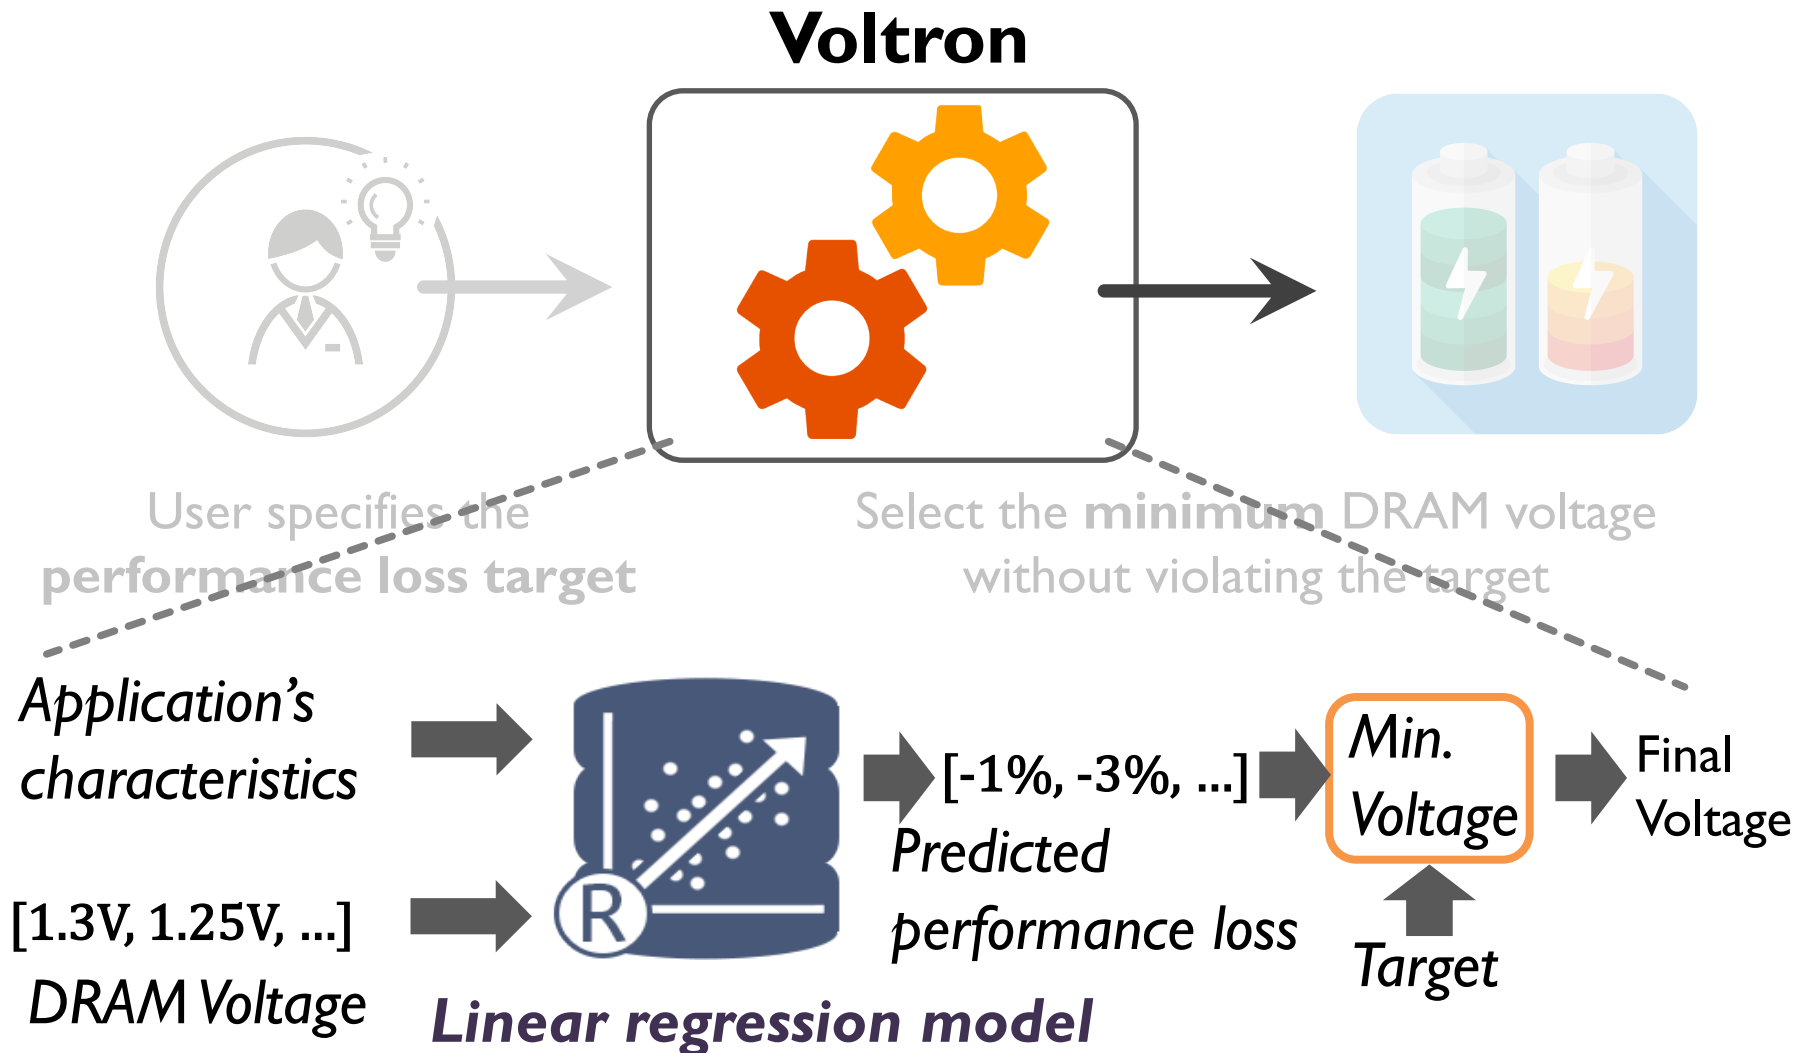 Voltron
User specifies the
performance loss target
Select the minimum DRAM voltage
without violating the target
Application’s
characteristics
[1.3V, 1.25V, ...]
DRAM Voltage
R
Linear regression model
[-1%, -3%, ...]
Predicted
performance loss
Min.
Voltage
Target
Final
Voltage